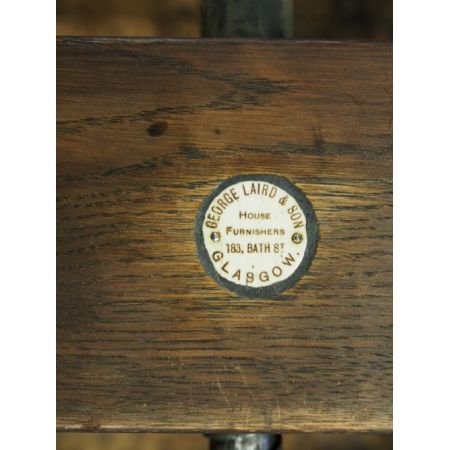 GEORGE LAIRD & SON
HOUSE
FURNISHERS
183, BATH ST
GLASGOW.